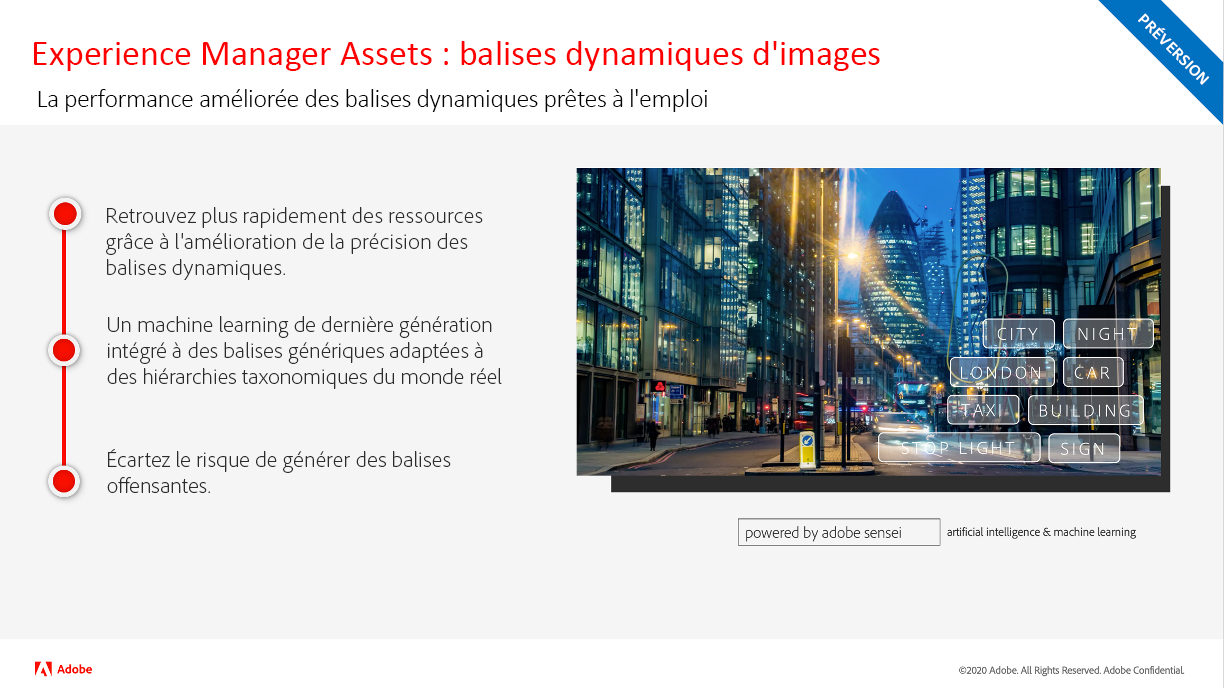 Experience Manager Assets : balises dynamiques d'images
PRÉVERSION
La performance améliorée des balises dynamiques prêtes à l'emploi
Retrouvez plus rapidement des ressources
grâce à l'amélioration de la précision des
balises dynamiques.
Un machine learning de dernière génération
intégré à des balises génériques adaptées à
des hiérarchies taxonomiques du monde réel
Écartez le risque de générer des balises
offensantes.
CITY NIGHT
LONDON CAR
TAXI BUILDING
STOP LIGHT SIGN
powered by adobe sensei artificial intelligence & machine learning
Adobe
©2020 Adobe. All Rights Reserved. Adobe Confidential.